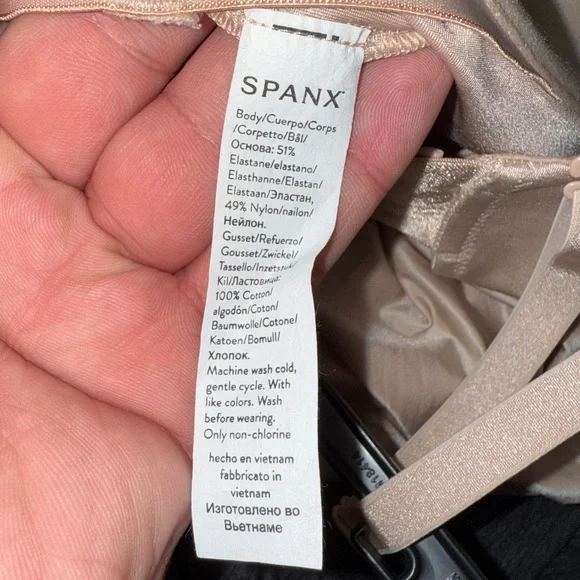 SPANX
Body/Cuerpo/Corps
/Corpetto/Bål/
Основа: 51%
Elastane/elastano/
Elasthanne/Elastan/
Elastaan/Эластан,
49% Nylon/nailon/
Нейлон.
Gusset/Refuerzo/
Gousset/Zwickel/
Tassello/Inzetstuk/
Kil/Ластовица:
100% Cotton/
algodón/Coton/
Baumwolle/Cotone/
Katoen/Bomull/
Хлопок.
Machine wash cold,
gentle cycle. With
like colors. Wash
before wearing.
Only non-chlorine
hecho en vietnam
fabbricato in
vietnam
Изготовлено во
Вьетнаме